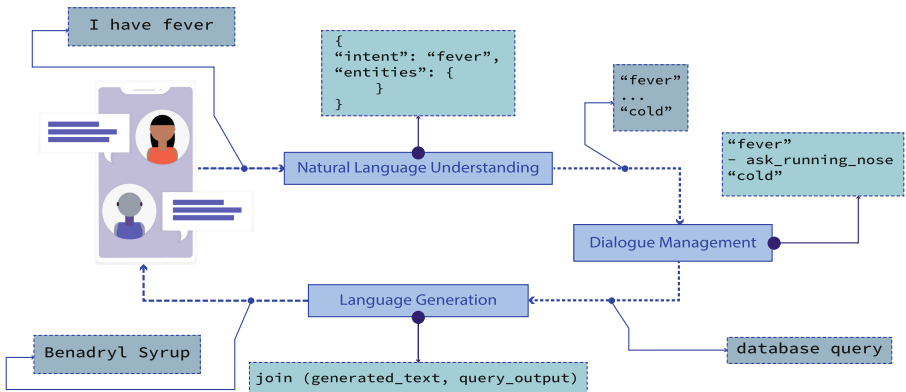 I have fever
{
“intent”: “fever”,
“entities”: {
}
}
“fever”
...
“cold”
Natural Language Understanding
“fever”
– ask_running_nose
“cold”
Dialogue Management
Language Generation
database query
Benadryl Syrup
join (generated_text, query_output)